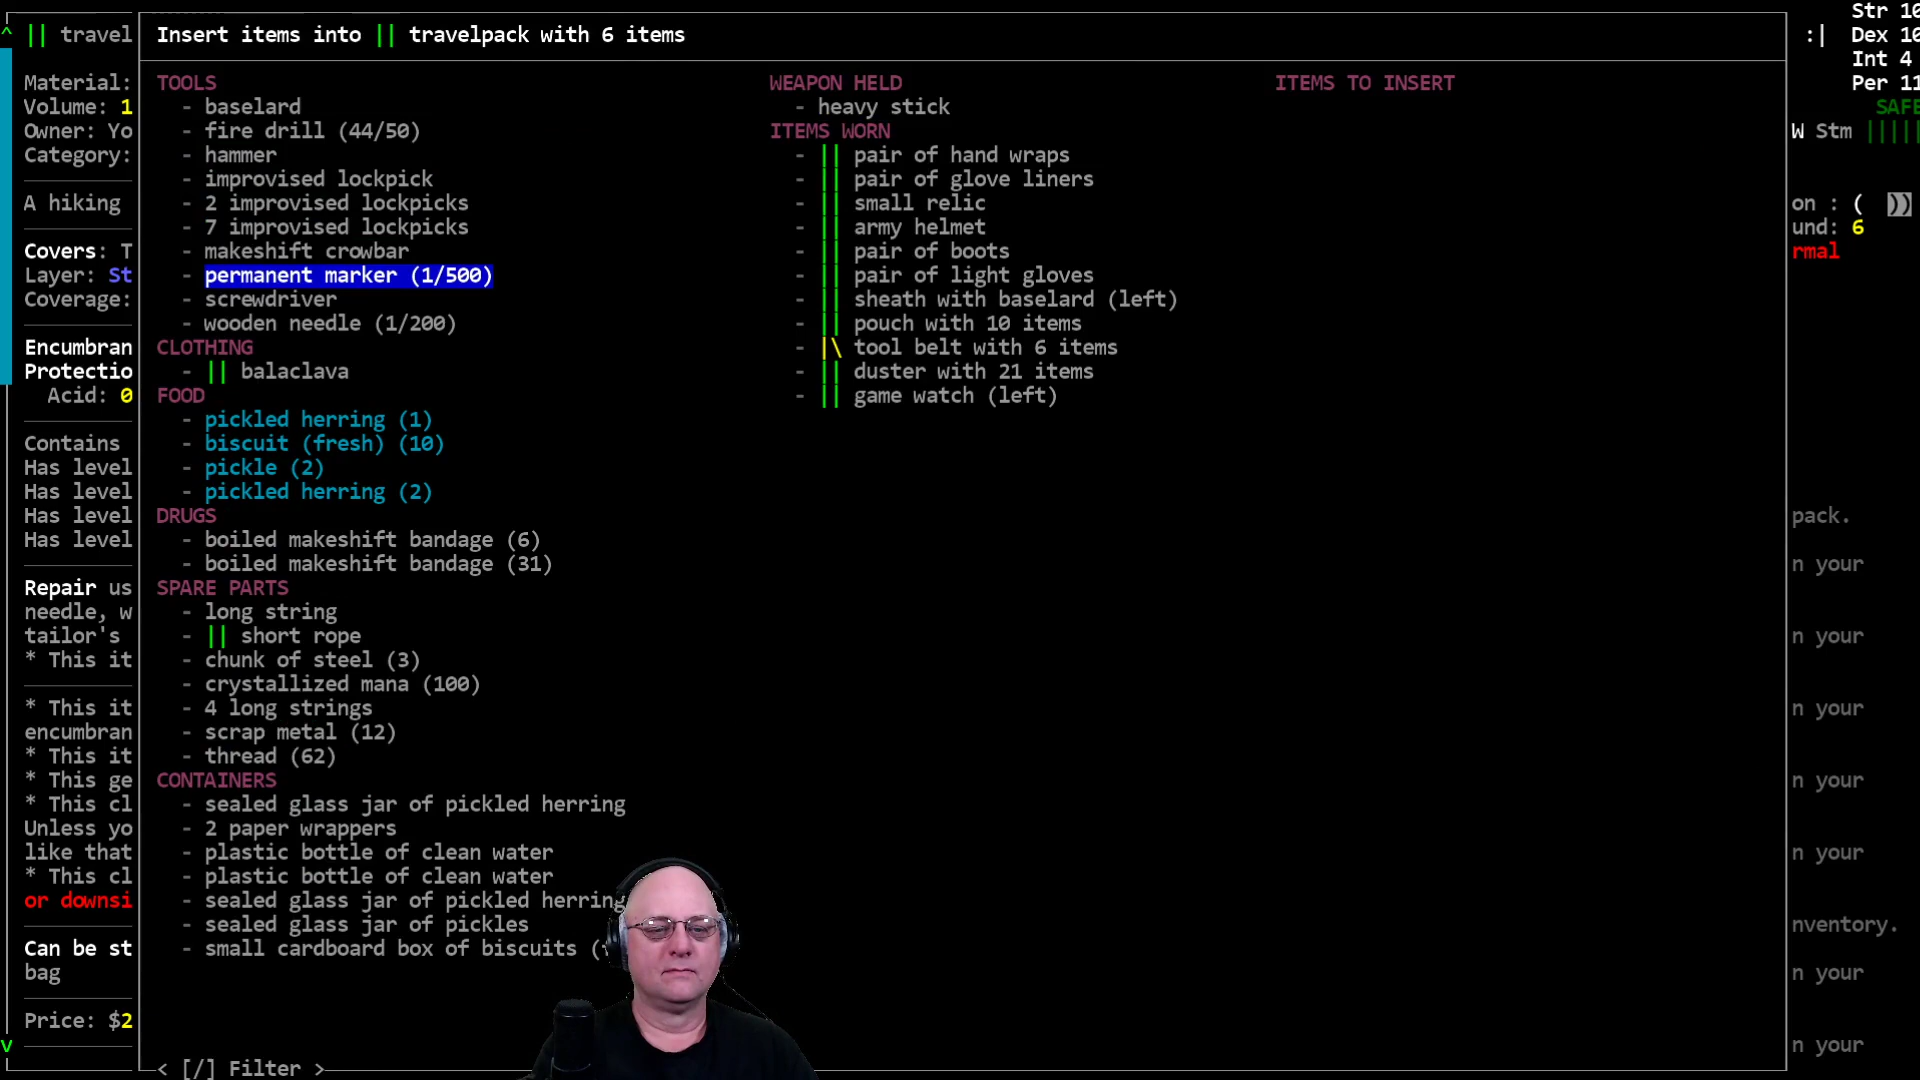 || travel
Insert items into || travelpack with 6 items
Material:
Volume: 1
Owner: Yo
Category:
A hiking
Covers: T
Layer: St
Coverage:
Encumbran
Protectio
Acid: 0
Contains
Has level
Has level
Has level
Has level
Repair us
needle, w
tailor's
* This it
* This it
encumbran
* This it
* This ge
* This cl
Unless yo
like that
* This cl
or downsi
Can be st
bag
Price: $2
TOOLS
- baselard
- fire drill (44/50)
- hammer
- improvised lockpick
- 2 improvised lockpicks
- 7 improvised lockpicks
- makeshift crowbar
- permanent marker (1/500)
- screwdriver
- wooden needle (1/200)
CLOTHING
- || balaclava
FOOD
- pickled herring (1)
- biscuit (fresh) (10)
- pickle (2)
- pickled herring (2)
DRUGS
- boiled makeshift bandage (6)
- boiled makeshift bandage (31)
SPARE PARTS
- long string
- || short rope
- chunk of steel (3)
- crystallized mana (100)
- 4 long strings
- scrap metal (12)
- thread (62)
CONTAINERS
- sealed glass jar of pickled herring
- 2 paper wrappers
- plastic bottle of clean water
- plastic bottle of clean water
- sealed glass jar of pickled herring
- sealed glass jar of pickles
- small cardboard box of biscuits (
< [/] Filter >
WEAPON HELD
- heavy stick
ITEMS WORN
- || pair of hand wraps
- || pair of glove liners
- || small relic
- || army helmet
- || pair of boots
- || pair of light gloves
- || sheath with baselard (left)
- || pouch with 10 items
- |\ tool belt with 6 items
- || duster with 21 items
- || game watch (left)
ITEMS TO INSERT
Str 10
:| Dex 10
Int 4
Per 11
SAFE
W Stm |||||
on : ( ))
und: 6
rmal
pack.
n your
n your
n your
n your
n your
nventory.
n your
n your